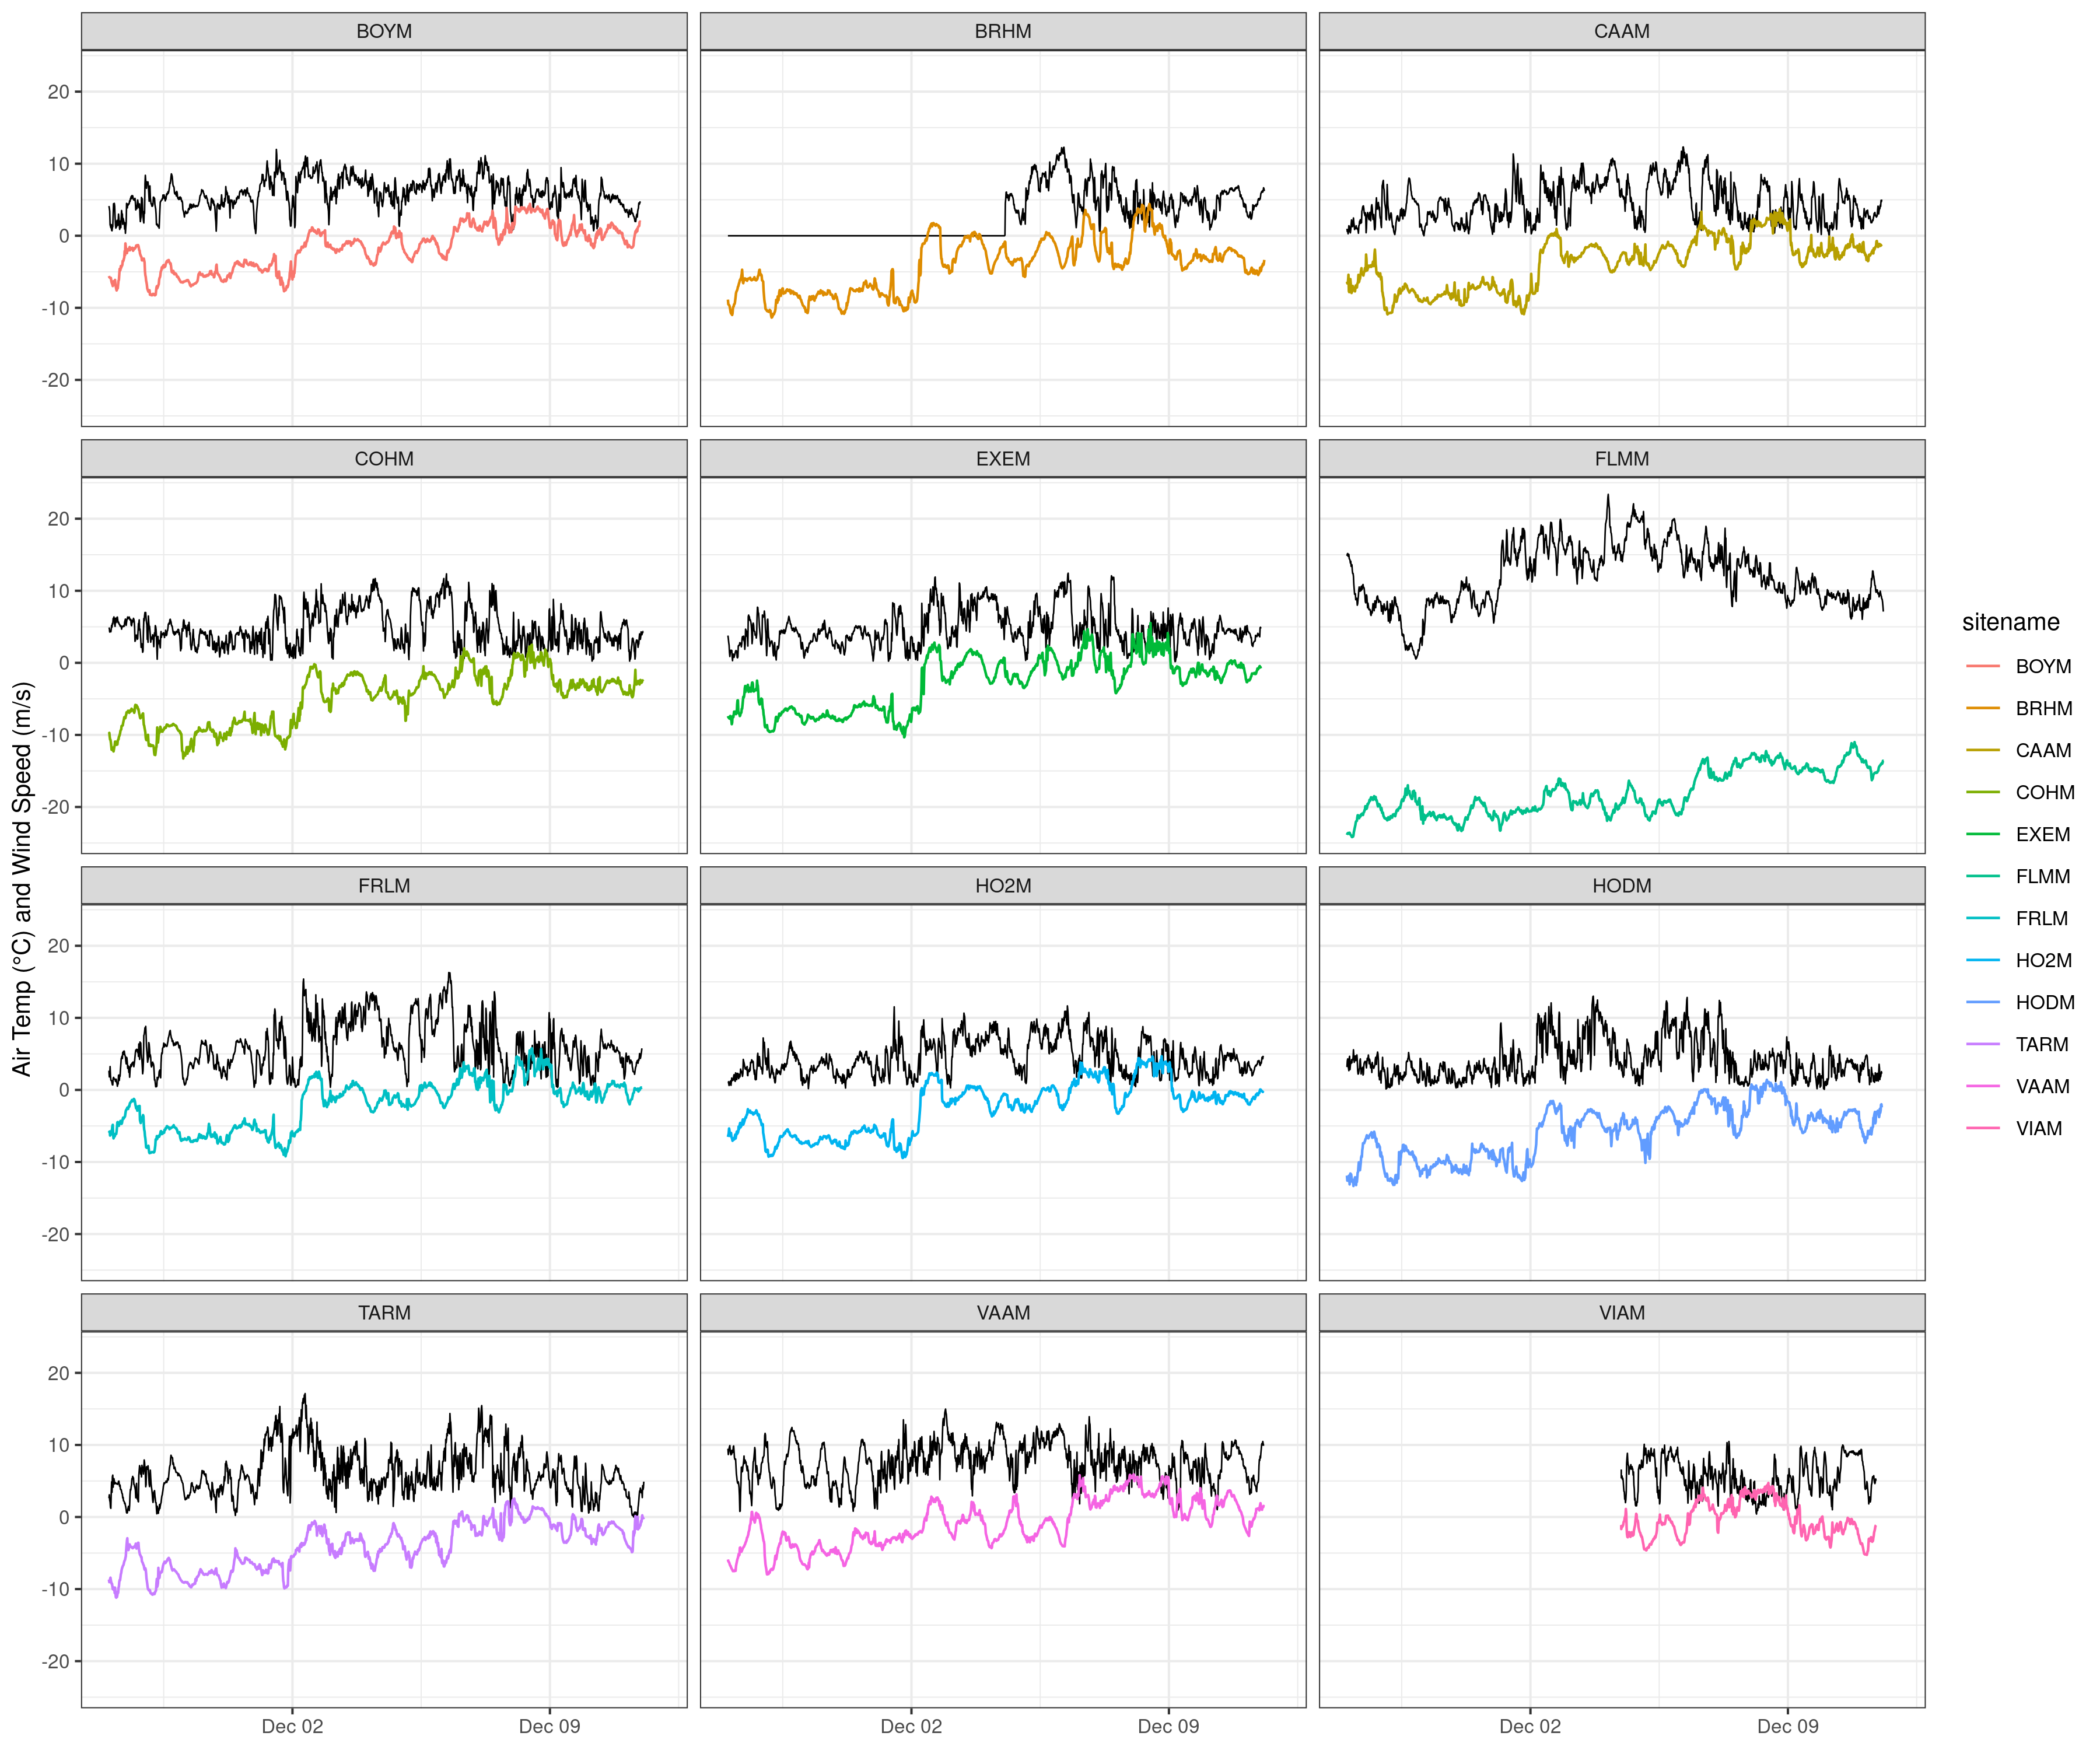 BOYM
BRHM
CAAM
20
10
0
-10
-20
COHM
EXEM
FLMM
20
10
0
-10
-20
FRLM
HO2M
HODM
20
10
0
-10
-20
TARM
VAAM
VIAM
20
10
0
-10
-20
Dec 02
Dec 09
Dec 02
Dec 09
Dec 02
Dec 09
Air Temp (°C) and Wind Speed (m/s)
sitename
BOYM
BRHM
CAAM
COHM
EXEM
FLMM
FRLM
HO2M
HODM
TARM
VAAM
VIAM